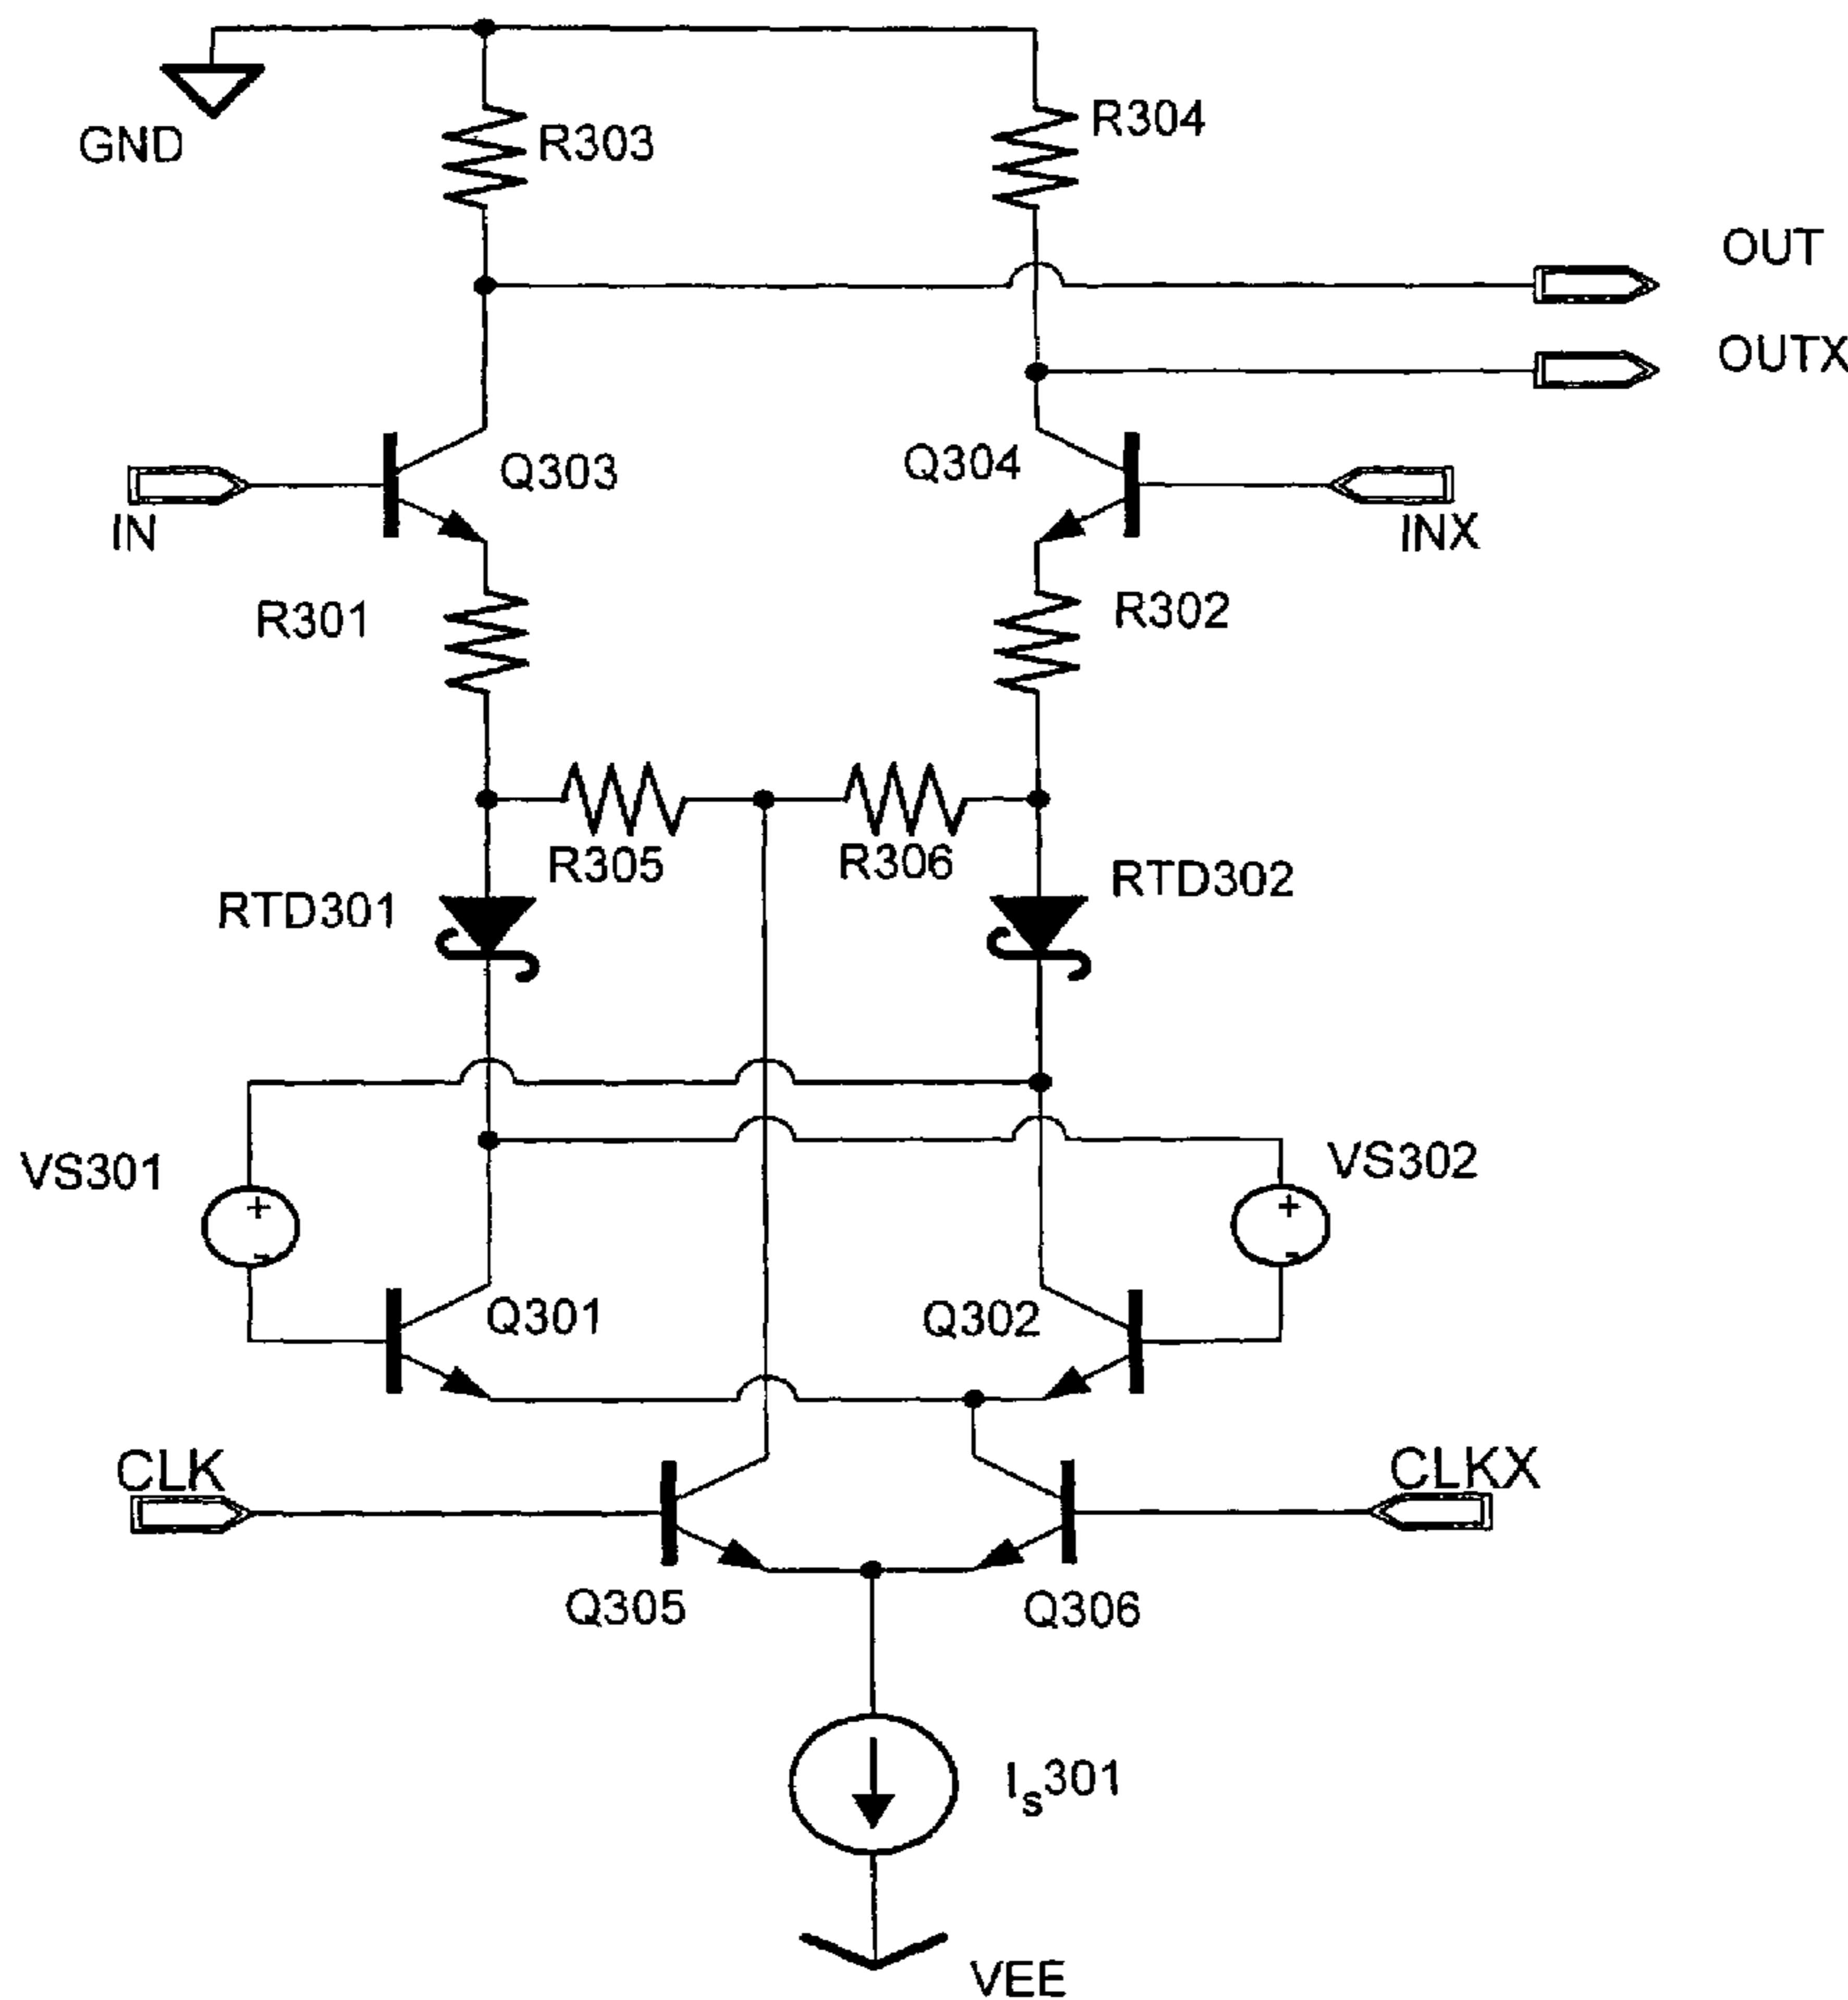 GND
R303
R304
OUT
OUTX
Q303
Q304
IN
INX
R301
R302
R305
R306
RTD301
RTD302
VS301
+
-
VS302
+
-
Q301
Q302
CLK
CLKX
Q305
Q306
Is301
VEE